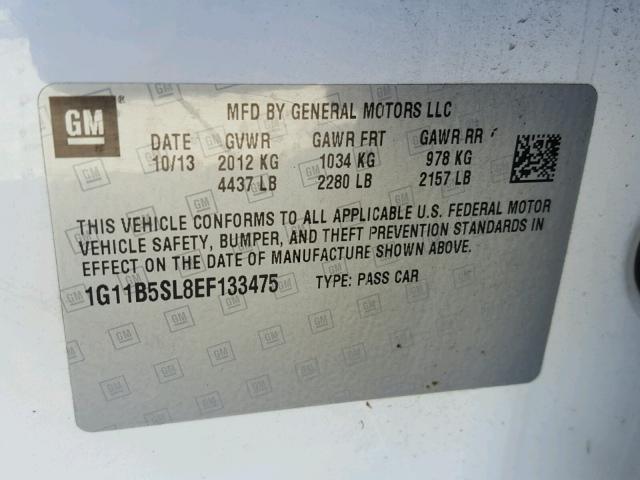 GM
MFD BY GENERAL MOTORS LLC
DATE GVWR GAWR FRT GAWR RR
10/13 2012 KG 1034 KG 978 KG
4437 LB 2280 LB 2157 LB
THIS VEHICLE CONFORMS TO ALL APPLICABLE U.S. FEDERAL MOTOR
VEHICLE SAFETY, BUMPER, AND THEFT PREVENTION STANDARDS IN
EFFECT ON THE DATE OF MANUFACTURE SHOWN ABOVE.
1G11B5SL8EF133475 TYPE: PASS CAR